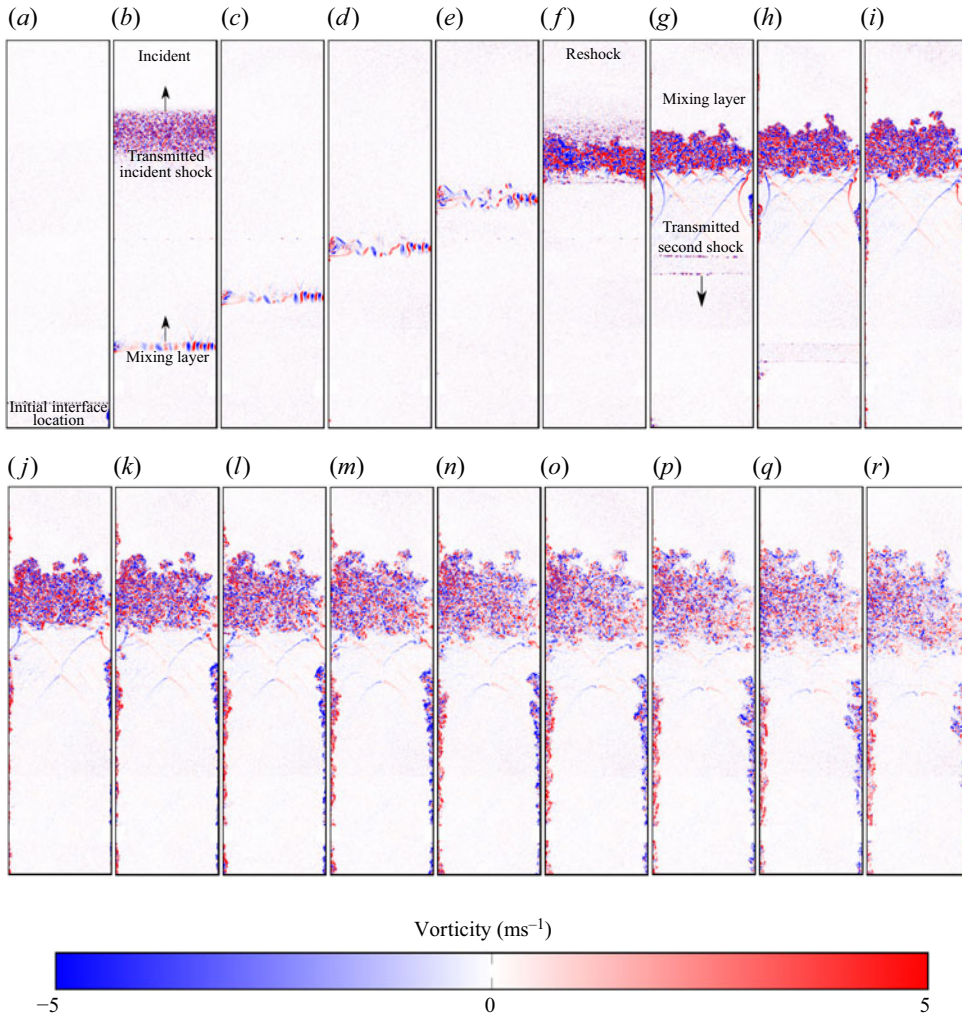 (a) (b) (c) (d) (e) (f) (g) (h) (i)
Incident
Reshock
Mixing layer
Transmitted
incident shock
Transmitted
second shock
Mixing layer
Initial interface
location
(j) (k) (l) (m) (n) (o) (p) (q) (r)
Vorticity (ms⁻¹)
−5 0 5